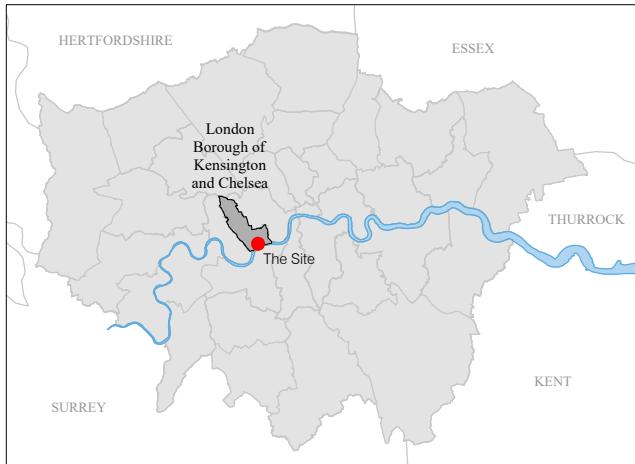 HERTFORDSHIRE
ESSEX
London
Borough of
Kensington
and Chelsea
THURROCK
The Site
KENT
SURREY